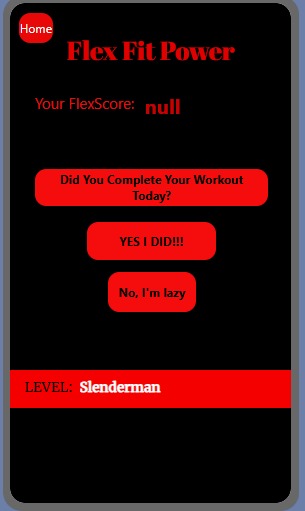 Home
Flex Fit Power
Your FlexScore: null
Did You Complete Your Workout
Today?
YES I DID!!!
No, I'm lazy
LEVEL: Slenderman